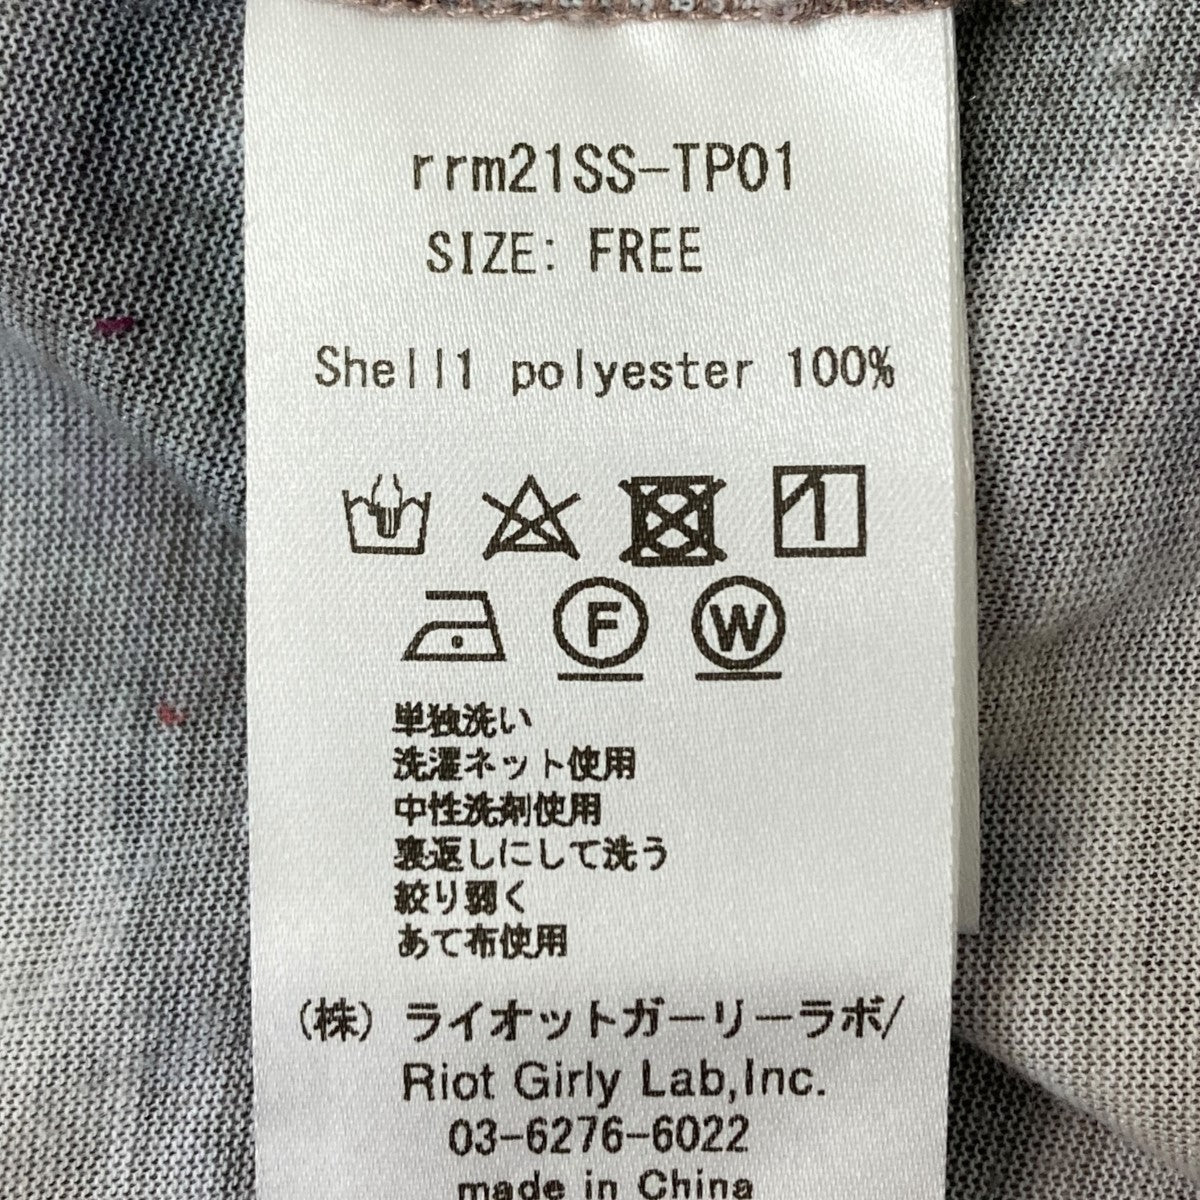 rrm21SS-TP01
SIZE: FREE
Shell1 polyester 100%
F W
単独洗い
洗濯ネット使用
中性洗剤使用
裏返しにして洗う
絞り弱く
あて布使用
(株) ライオットガーリーラボ/
Riot Girly Lab,Inc.
03-6276-6022
made in China